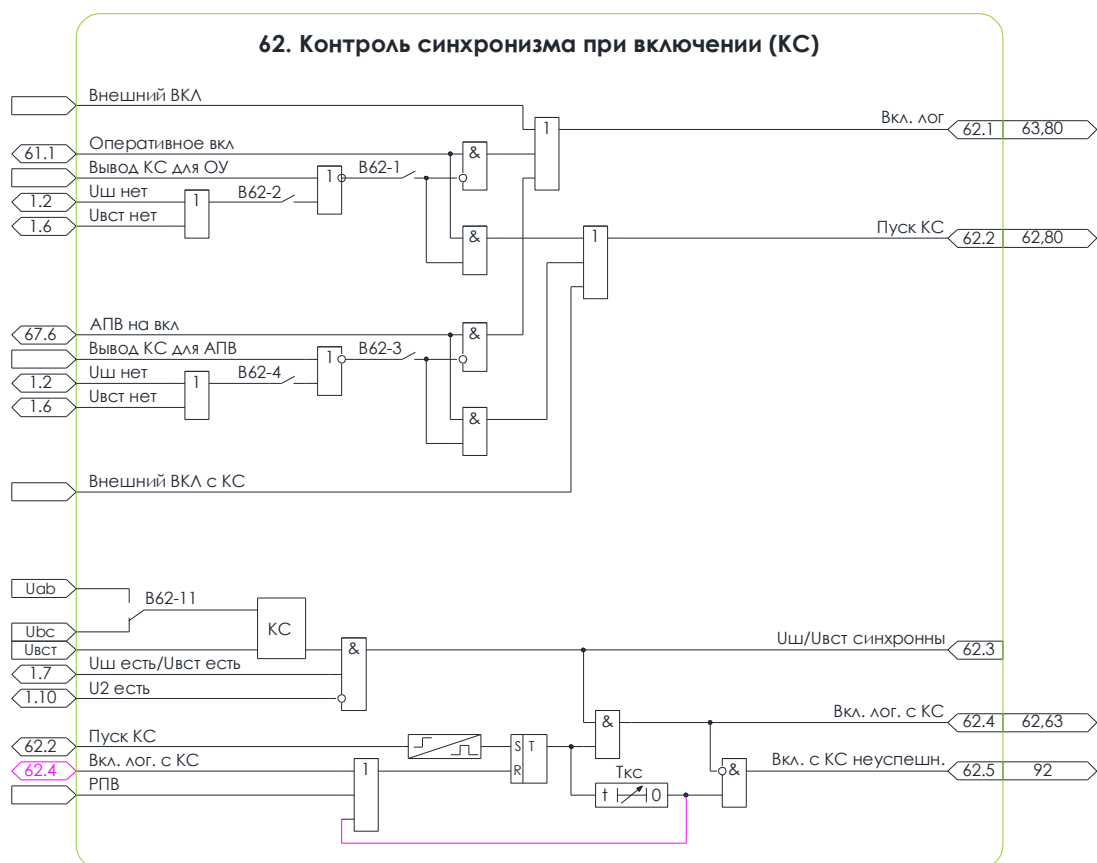 62. Контроль синхронизма при включении (КС)
Внешний ВКЛ
Вкл. лог
62.1
63,80
1
61.1
Оперативное вкл
&
Вывод КС для ОУ
В62-1
1
1.2
Uш нет
В62-2
1
1.6
Uвст нет
&
1
Пуск КС
62.2
62,80
67.6
АПВ на вкл
&
Вывод КС для АПВ
В62-3
1
1.2
Uш нет
В62-4
1
1.6
Uвст нет
&
Внешний ВКЛ с КС
Uab
В62-11
Ubc
КС
Uвст
&
Uш/Uвст синхронны
62.3
1.7
Uш есть/Uвст есть
1.10
U2 есть
&
Вкл. лог. с КС
62.4
62,63
62.2
Пуск КС
S T
62.4
Вкл. лог. с КС
R
1
Ткс
&
Вкл. с КС неуспешн.
62.5
92
РПВ
t
0